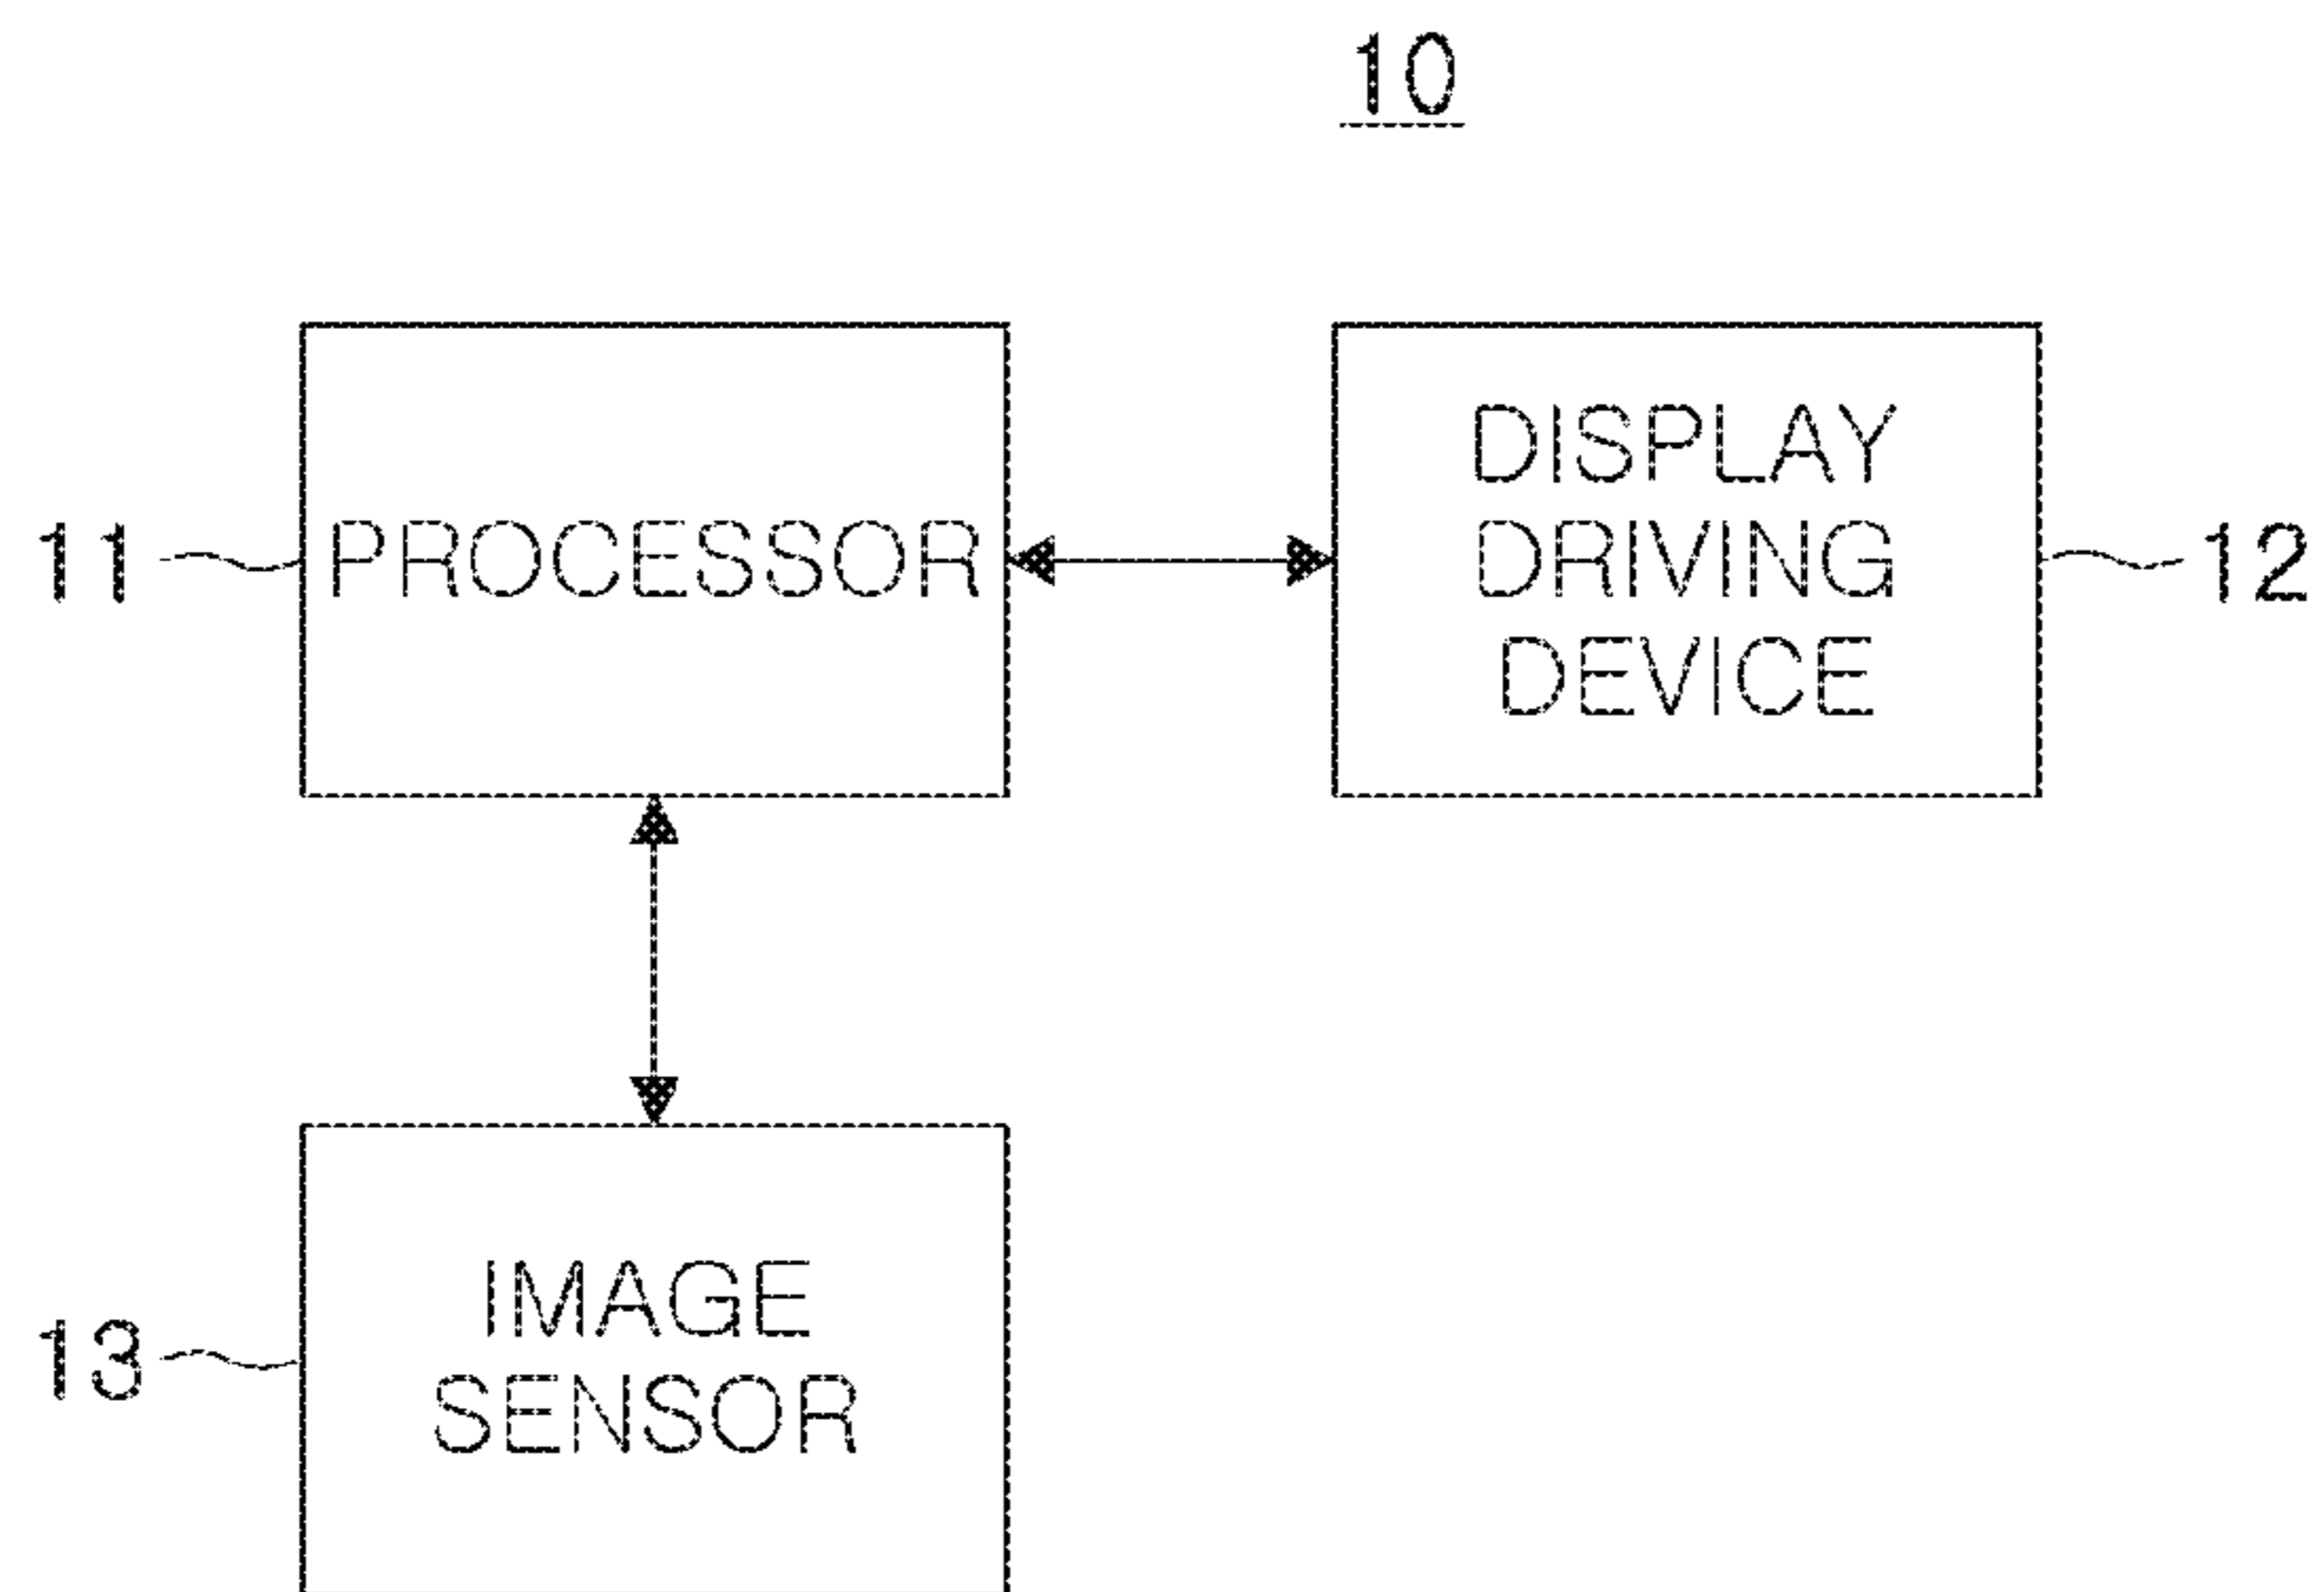 10
11
PROCESSOR
DISPLAY
DRIVING
DEVICE
12
13
IMAGE
SENSOR